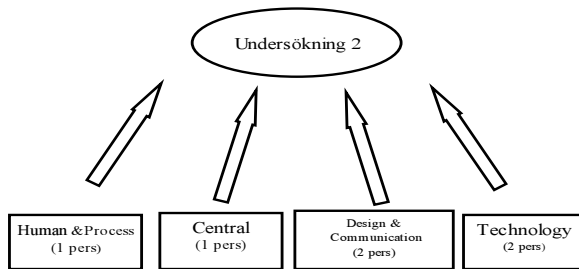 Undersökning 2
Human & Process
(1 pers)
Central
(1 pers)
Design &
Communication
(2 pers)
Technology
(2 pers)